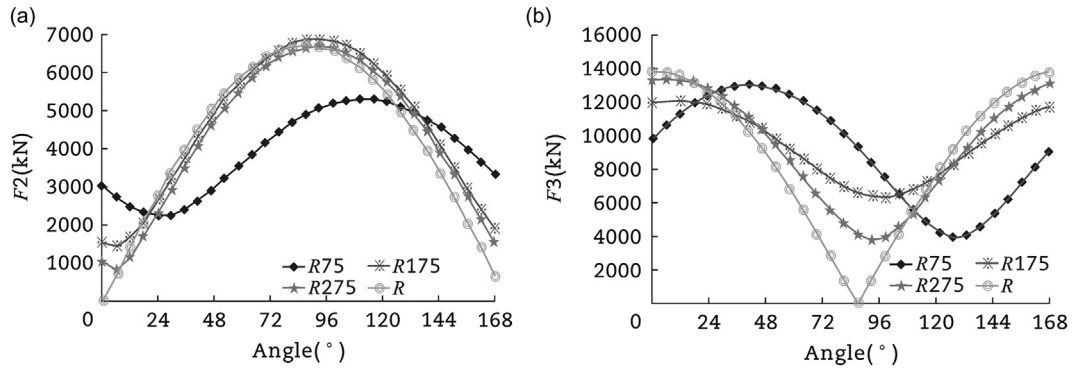 (a)
F2(kN)
7000
6000
5000
4000
3000
2000
1000
0
24
48
72
96
120
144
168
Angle(°)
R75
R175
R275
R
(b)
F3(kN)
16000
14000
12000
10000
8000
6000
4000
2000
0
24
48
72
96
120
144
168
Angle(°)
R75
R175
R275
R